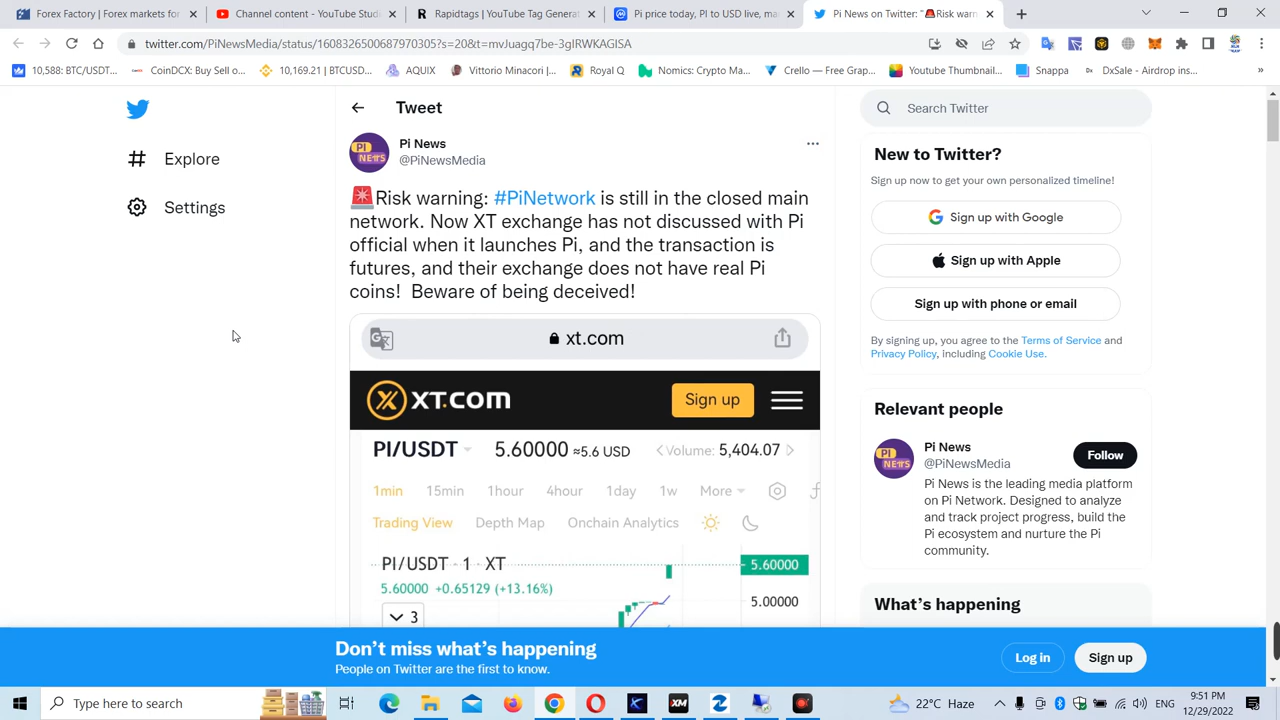 Forex Factory | Forex markets for
Channel content - YouTube Stud
Rapidtags | YouTube Tag Generat
Pi price today, PI to USD live, ma
Pi News on Twitter: "🚨Risk warn
twitter.com/PiNewsMedia/status/1608326500687970305?s=20&t=mvJuagq7be-3gIRWKAGISA
10,588: BTC/USDT...
CoinDCX: Buy Sell o...
10,169.21 | BTCUSD...
AQUIX
Vittorio Minacori |...
Royal Q
Nomics: Crypto Ma...
Crello — Free Grap...
Youtube Thumbnail...
Snappa
DxSale - Airdrop ins...
»
Explore
Settings
Tweet
Pi News
@PiNewsMedia
🚨Risk warning: #PiNetwork is still in the closed main
network. Now XT exchange has not discussed with Pi
official when it launches Pi, and the transaction is
futures, and their exchange does not have real Pi
coins! Beware of being deceived!
xt.com
XT.COM
Sign up
PI/USDT 5.60000 ≈5.6 USD Volume: 5,404.07
1min 15min 1hour 4hour 1day 1w More
Trading View Depth Map Onchain Analytics
PI/USDT · 1 · XT
5.60000 +0.65129 (+13.16%)
3
5.60000
5.00000
Search Twitter
New to Twitter?
Sign up now to get your own personalized timeline!
Sign up with Google
Sign up with Apple
Sign up with phone or email
By signing up, you agree to the Terms of Service and
Privacy Policy, including Cookie Use.
Relevant people
Pi News
@PiNewsMedia
Follow
Pi News is the leading media platform
on Pi Network. Designed to analyze
and track project progress, build the
Pi ecosystem and nurture the Pi
community.
What's happening
Don't miss what's happening
People on Twitter are the first to know.
Log in
Sign up
Type here to search
22°C Haze
ENG
9:51 PM
12/29/2022